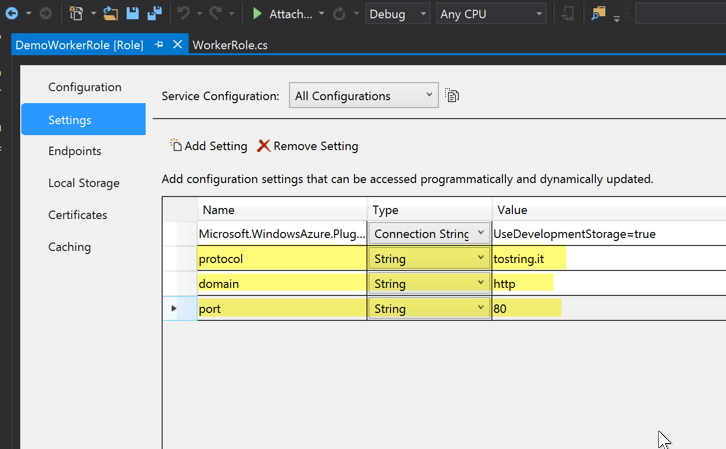 Attach... Debug Any CPU
DemoWorkerRole [Role] WorkerRole.cs
Configuration
Service Configuration: All Configurations
Settings
Add Setting Remove Setting
Endpoints
Local Storage
Add configuration settings that can be accessed programmatically and dynamically updated.
Certificates
Name Type Value
Microsoft.WindowsAzure.Plug... Connection String UseDevelopmentStorage=true
Caching
protocol String tostring.it
domain String http
port String 80